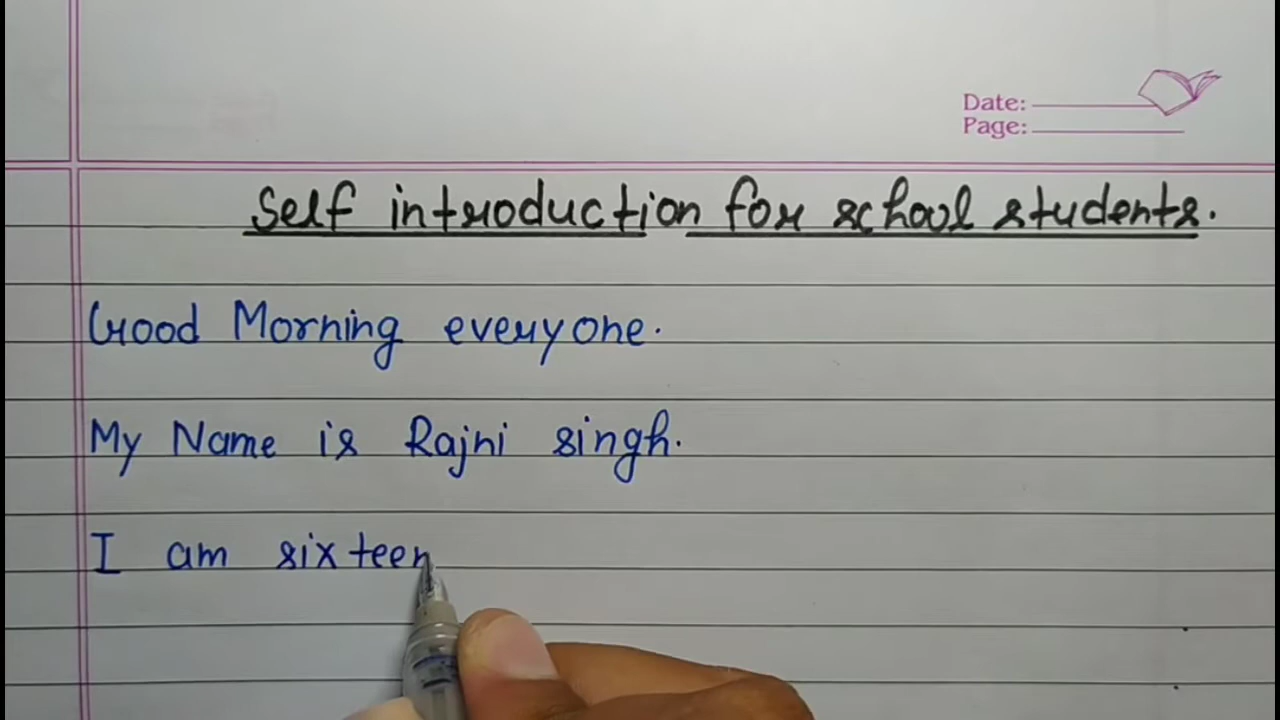 Date:
Page:
Self introduction for school students.
Good Morning everyone.
My Name is Rajni singh.
I am sixteen